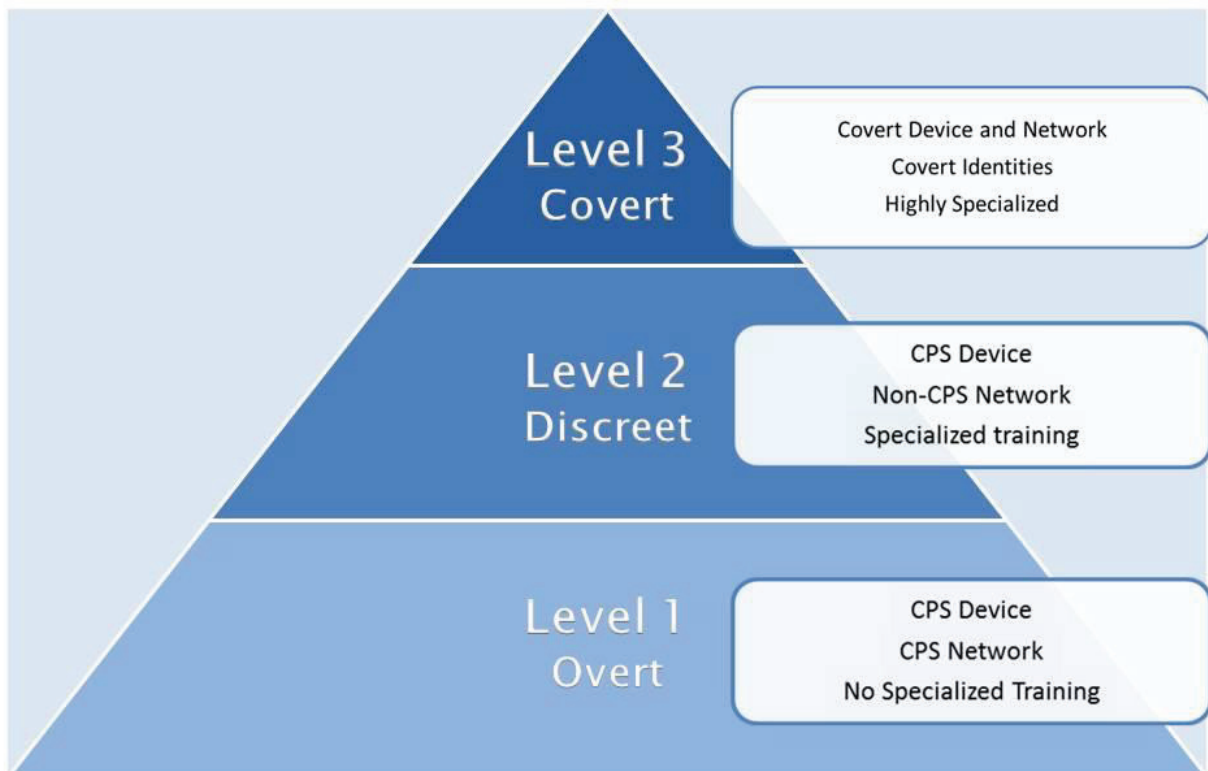 Level 3
Covert
Covert Device and Network
Covert Identities
Highly Specialized
Level 2
Discreet
CPS Device
Non-CPS Network
Specialized training
Level 1
Overt
CPS Device
CPS Network
No Specialized Training